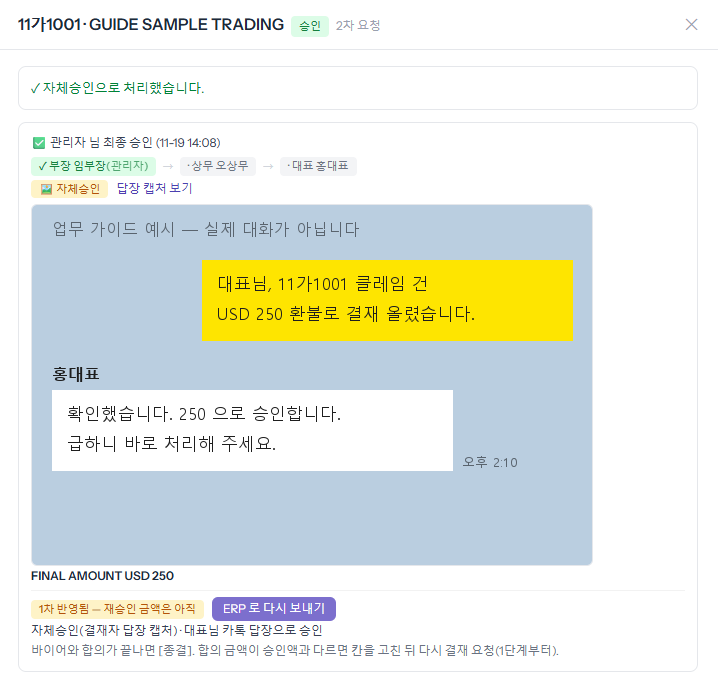 11가1001 · GUIDE SAMPLE TRADING 승인 2차 요청
✓ 자체승인으로 처리했습니다.
✅ 관리자 님 최종 승인 (11-19 14:08)
✓ 부장 임부장(관리자) → · 상무 오상무 → · 대표 홍대표
자체승인 답장 캡처 보기
업무 가이드 예시 — 실제 대화가 아닙니다
대표님, 11가1001 클레임 건
USD 250 환불로 결재 올렸습니다.
홍대표
확인했습니다. 250 으로 승인합니다.
급하니 바로 처리해 주세요.
오후 2:10
FINAL AMOUNT USD 250
1차 반영됨 — 재승인 금액은 아직 ERP 로 다시 보내기
자체승인(결재자 답장 캡처) · 대표님 카톡 답장으로 승인
바이어와 합의가 끝나면 [종결]. 합의 금액이 승인액과 다르면 칸을 고친 뒤 다시 결재 요청(1단계부터).